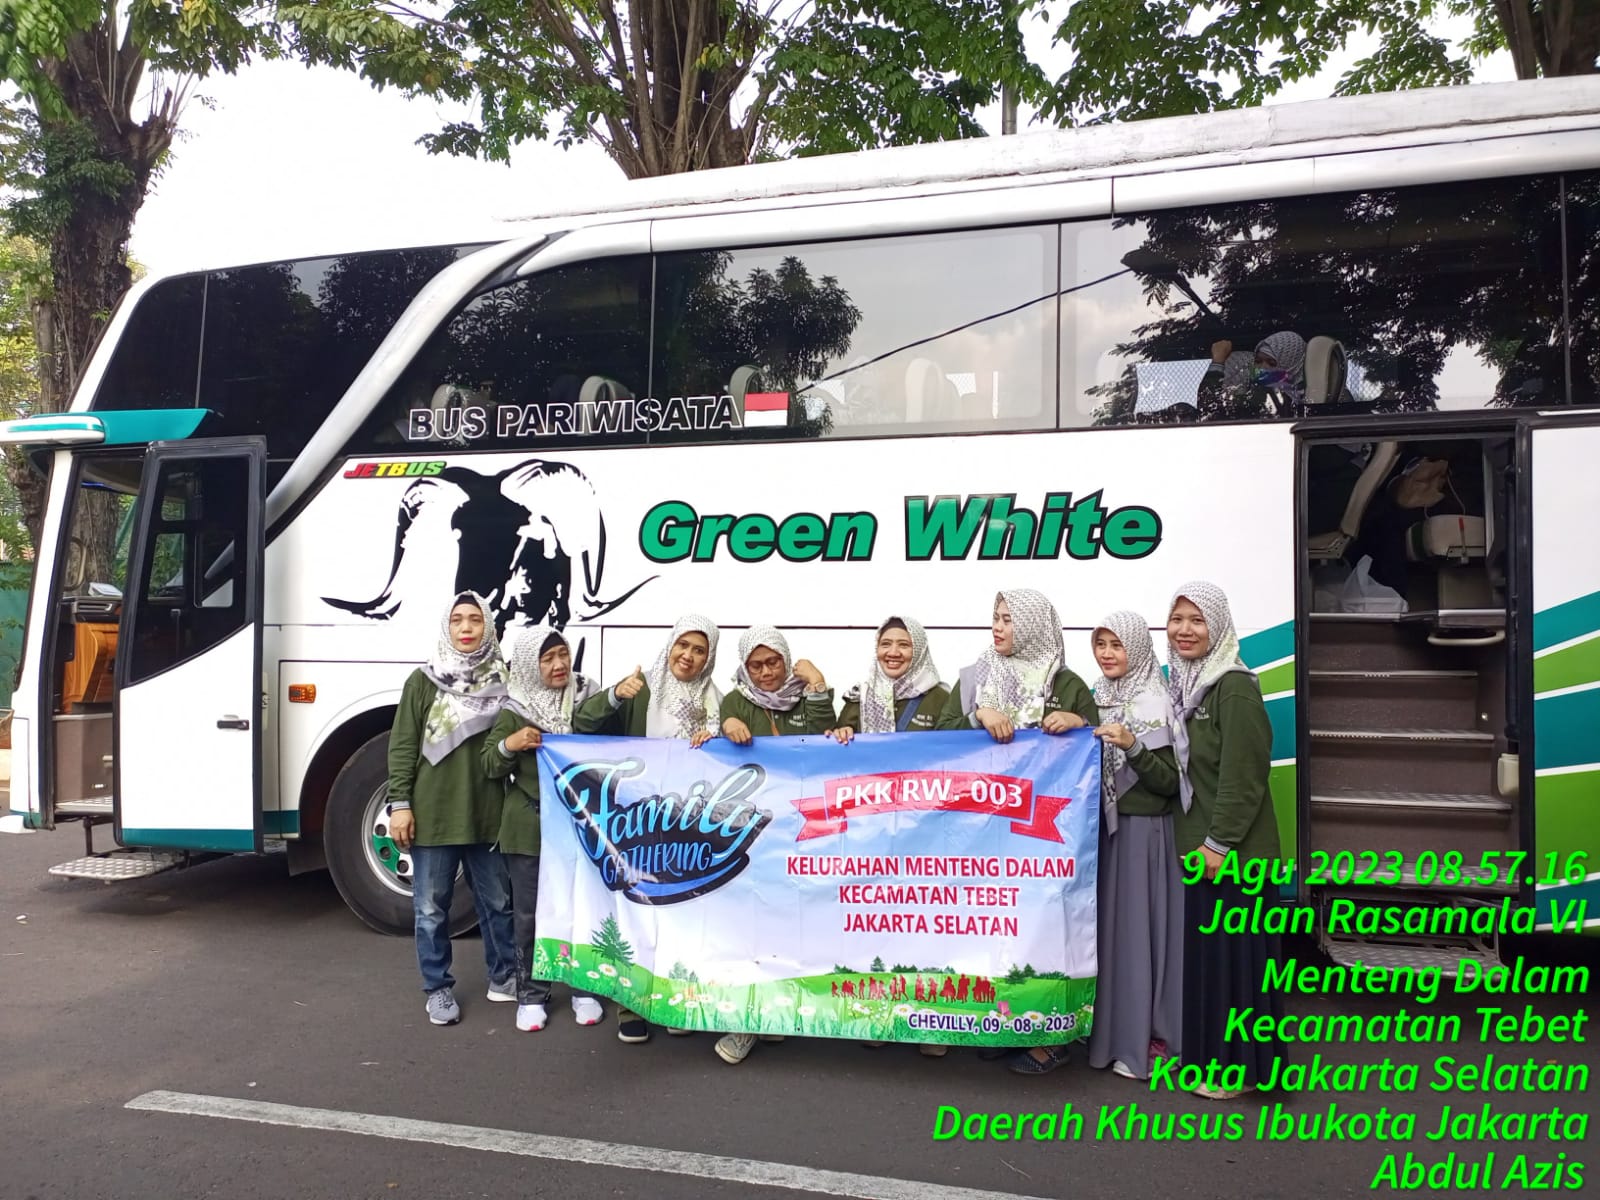 BUS PARIWISATA
JETBUS
Green White
Family
GATHERING
PKK RW. 003
KELURAHAN MENTENG DALAM
KECAMATAN TEBET
JAKARTA SELATAN
CHEVILLY, 09 - 08 - 2023
9 Agu 2023 08.57.16
Jalan Rasamala VI
Menteng Dalam
Kecamatan Tebet
Kota Jakarta Selatan
Daerah Khusus Ibukota Jakarta
Abdul Azis